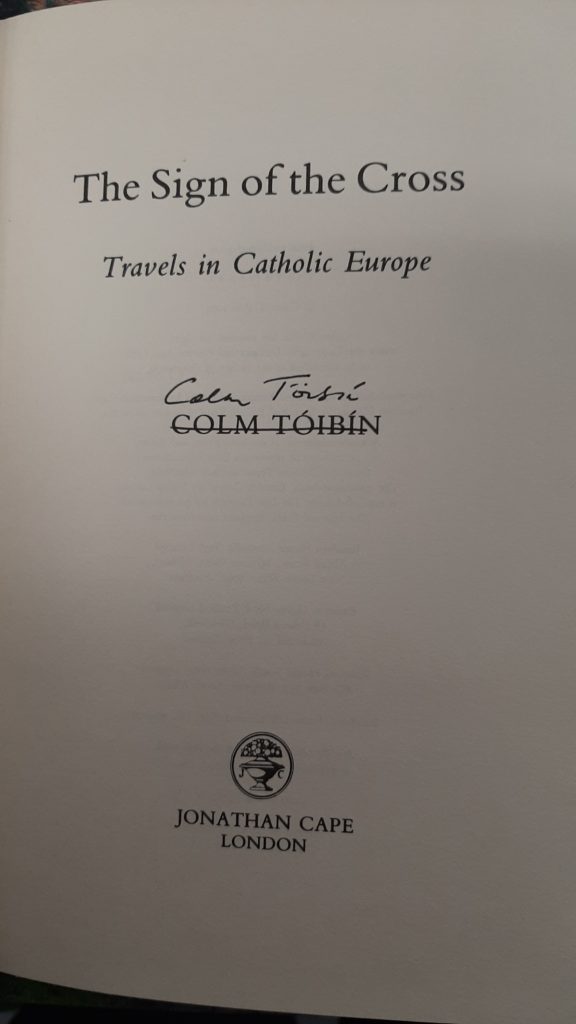 The Sign of the Cross
Travels in Catholic Europe
Colm Tóibín
COLM TÓIBÍN
J C
JONATHAN CAPE
LONDON